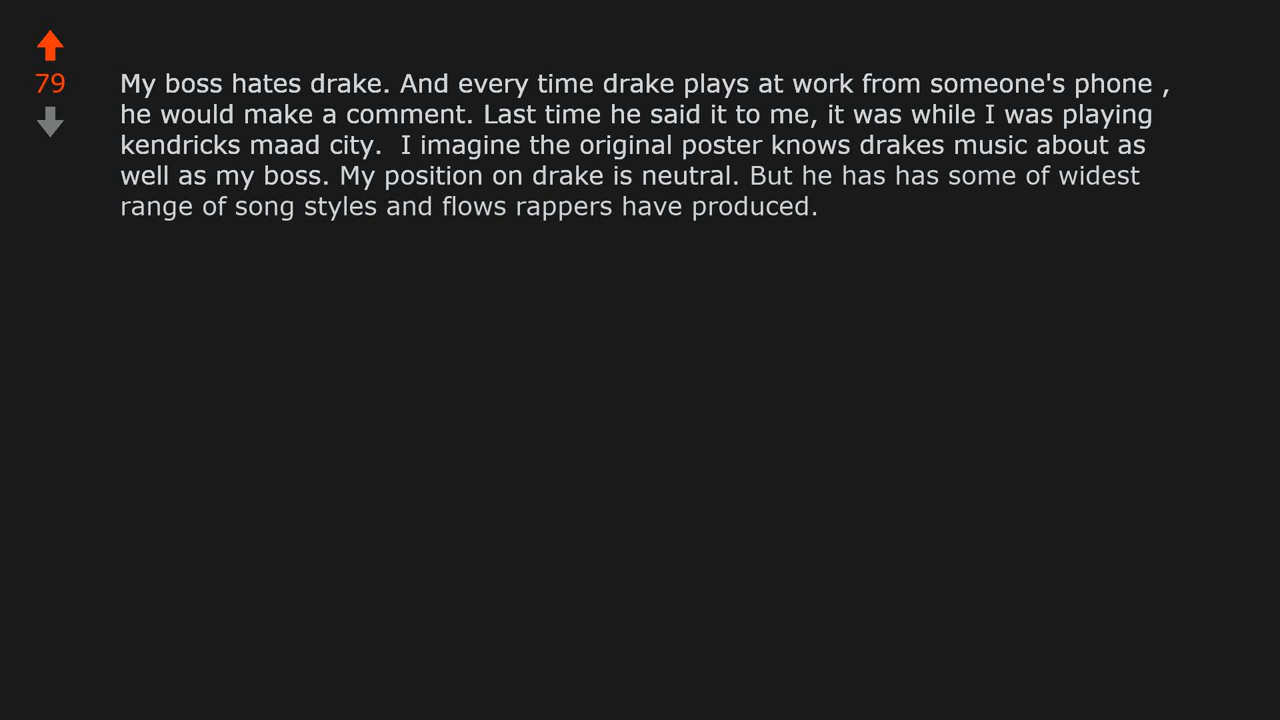 79
My boss hates drake. And every time drake plays at work from someone's phone ,
he would make a comment. Last time he said it to me, it was while I was playing
kendricks maad city.  I imagine the original poster knows drakes music about as
well as my boss. My position on drake is neutral. But he has has some of widest
range of song styles and flows rappers have produced.